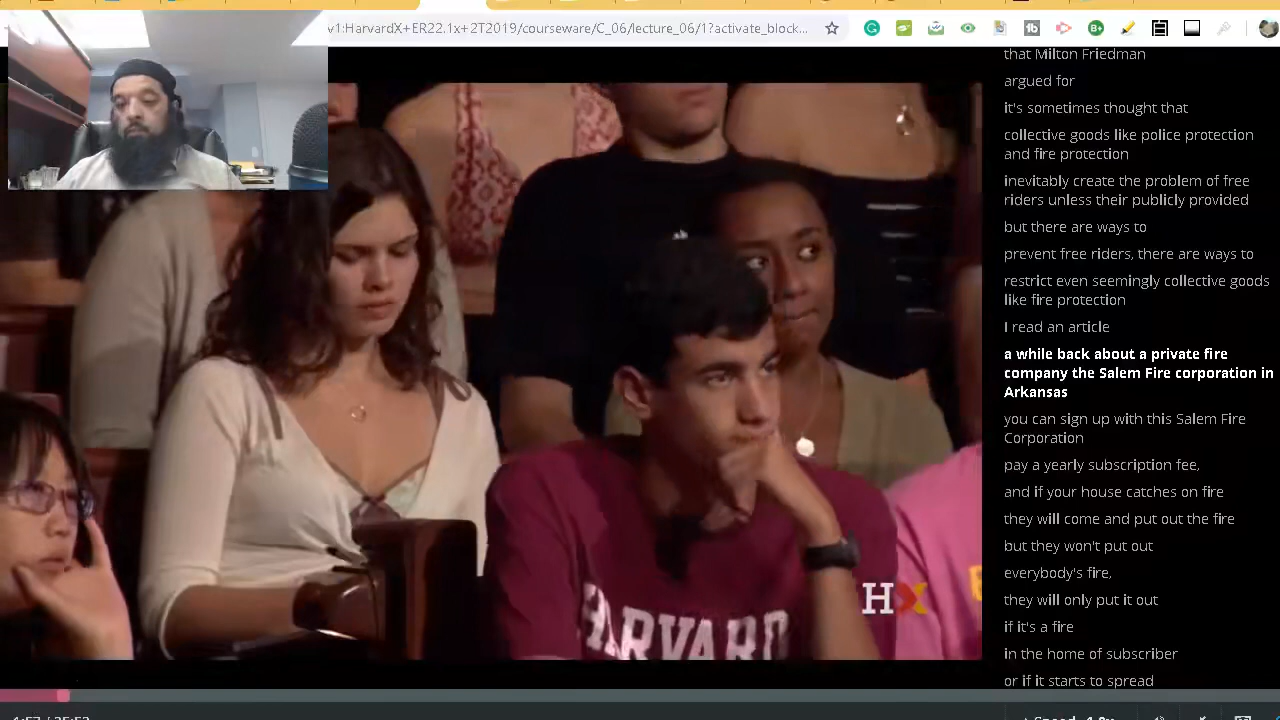 x1:HarvardX+ER22.1x+2T2019/courseware/C_06/lecture_06/1?activate_block...
that Milton Friedman
argued for
it's sometimes thought that
collective goods like police protection
and fire protection
inevitably create the problem of free
riders unless their publicly provided
but there are ways to
prevent free riders, there are ways to
restrict even seemingly collective goods
like fire protection
I read an article
a while back about a private fire
company the Salem Fire corporation in
Arkansas
you can sign up with this Salem Fire
Corporation
pay a yearly subscription fee,
and if your house catches on fire
they will come and put out the fire
but they won't put out
everybody's fire,
they will only put it out
if it's a fire
in the home of subscriber
or if it starts to spread
HARVARD
HX